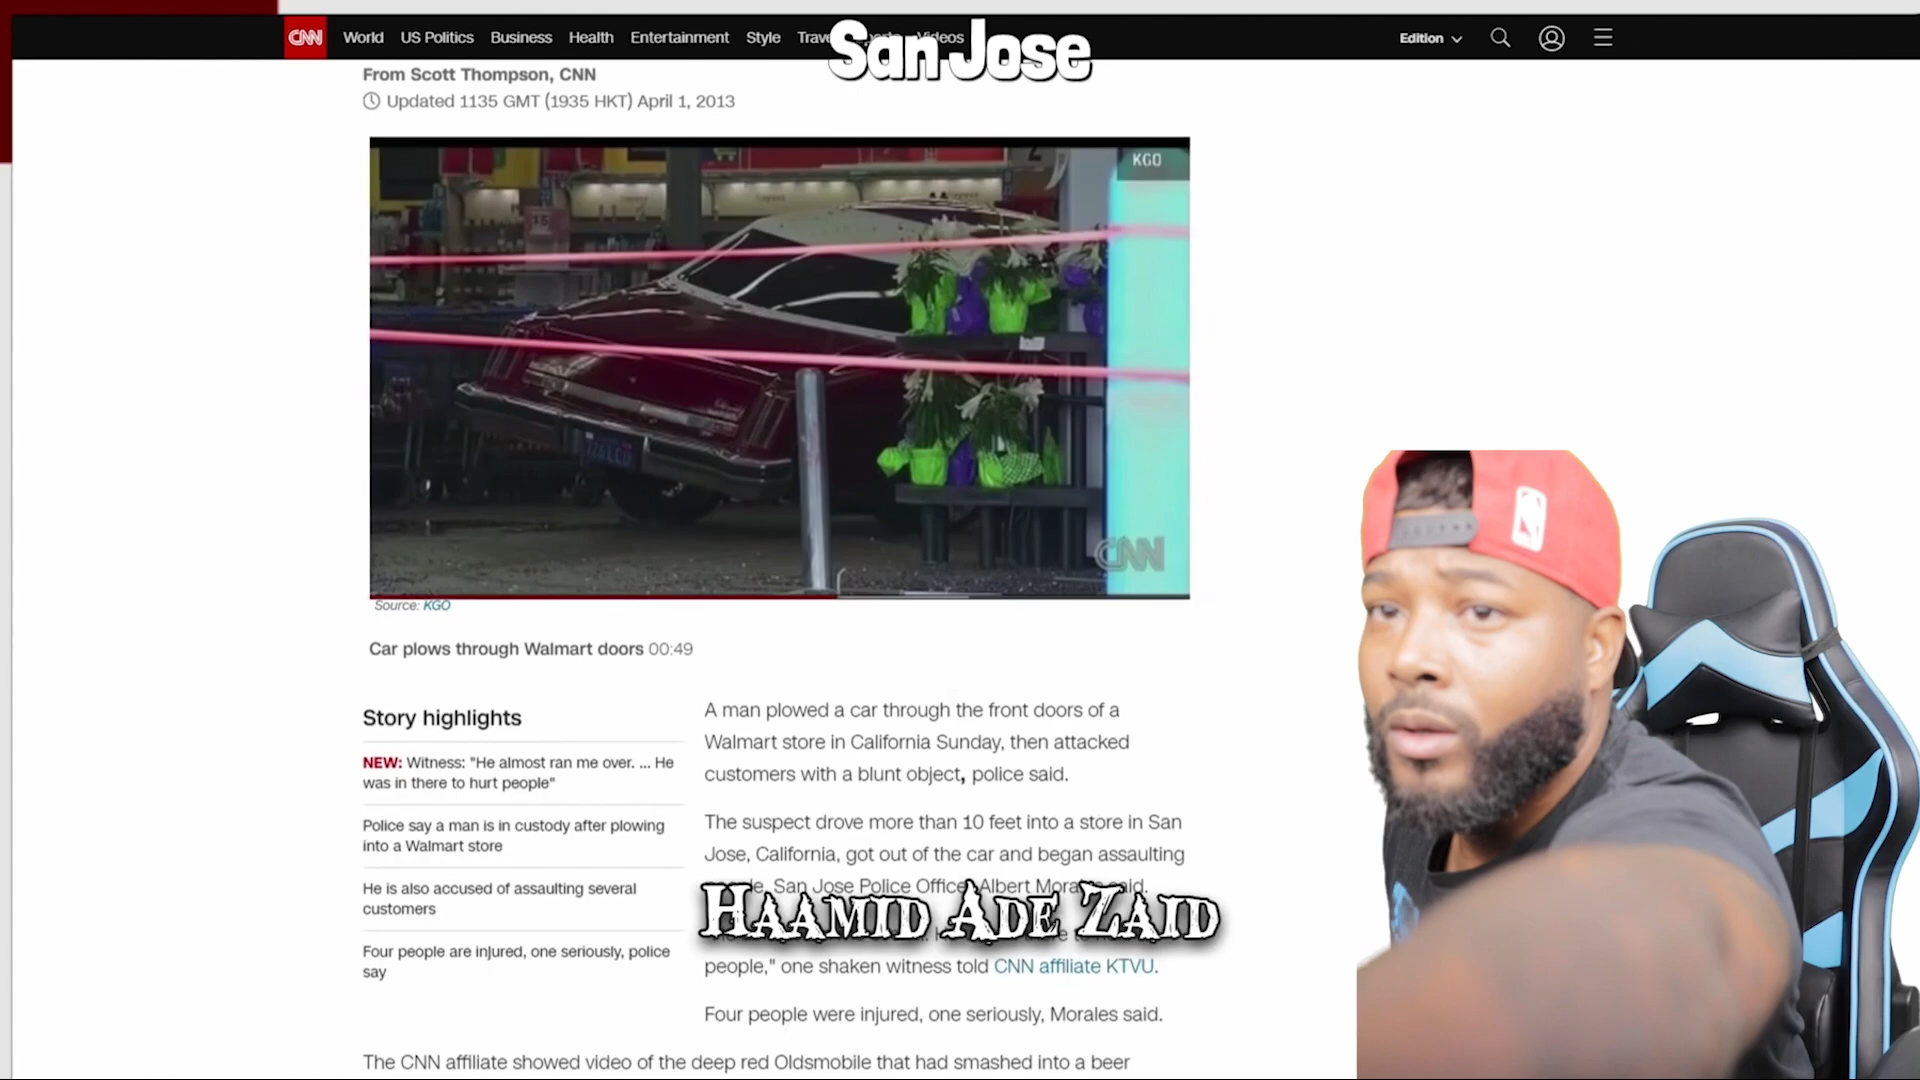 San Jose
CNN World US Politics Business Health Entertainment Style Videos
Edition
From Scott Thompson, CNN
Updated 1135 GMT (1935 HKT) April 1, 2013
KGO
CNN
Source: KGO
Car plows through Walmart doors 00:49
Story highlights
NEW: Witness: "He almost ran me over. ... He
was in there to hurt people"
Police say a man is in custody after plowing
into a Walmart store
He is also accused of assaulting several
customers
Four people are injured, one seriously, police
say
A man plowed a car through the front doors of a
Walmart store in California Sunday, then attacked
customers with a blunt object, police said.
The suspect drove more than 10 feet into a store in San
Jose, California, got out of the car and began assaulting
San Jose Police Albert said.
Haamid Ade Zaid
people," one shaken witness told CNN affiliate KTVU.
Four people were injured, one seriously, Morales said.
The CNN affiliate showed video of the deep red Oldsmobile that had smashed into a beer